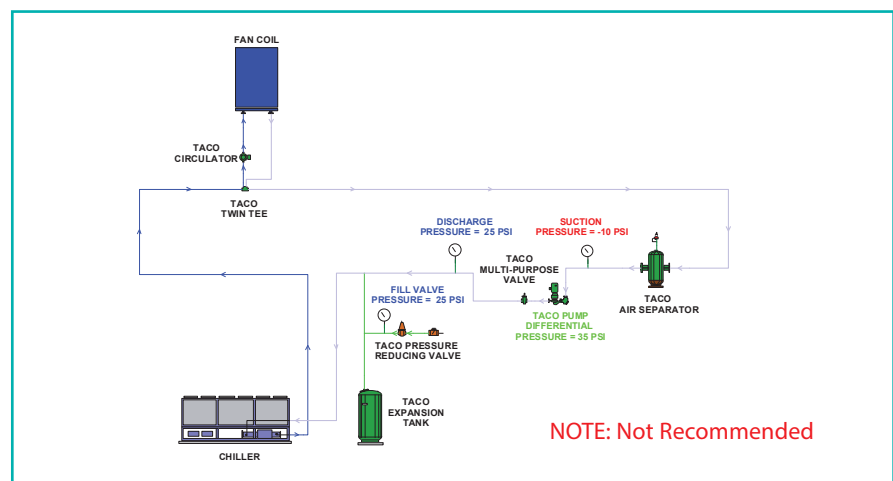 FAN COIL
TACO
CIRCULATOR
TACO
TWIN TEE
DISCHARGE
PRESSURE = 25 PSI
SUCTION
PRESSURE = -10 PSI
TACO
MULTI-PURPOSE
VALVE
TACO
AIR SEPARATOR
FILL VALVE
PRESSURE = 25 PSI
TACO PUMP
DIFFERENTIAL
PRESSURE = 35 PSI
TACO PRESSURE
REDUCING VALVE
TACO
EXPANSION
TANK
NOTE: Not Recommended
CHILLER